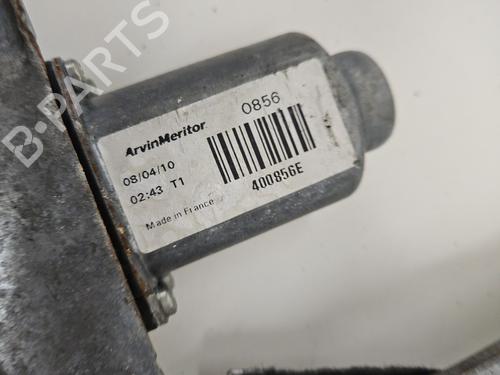 B-PARTS
ArvinMeritor
0856
08/04/10
02:43 T1
400856E
Made in France